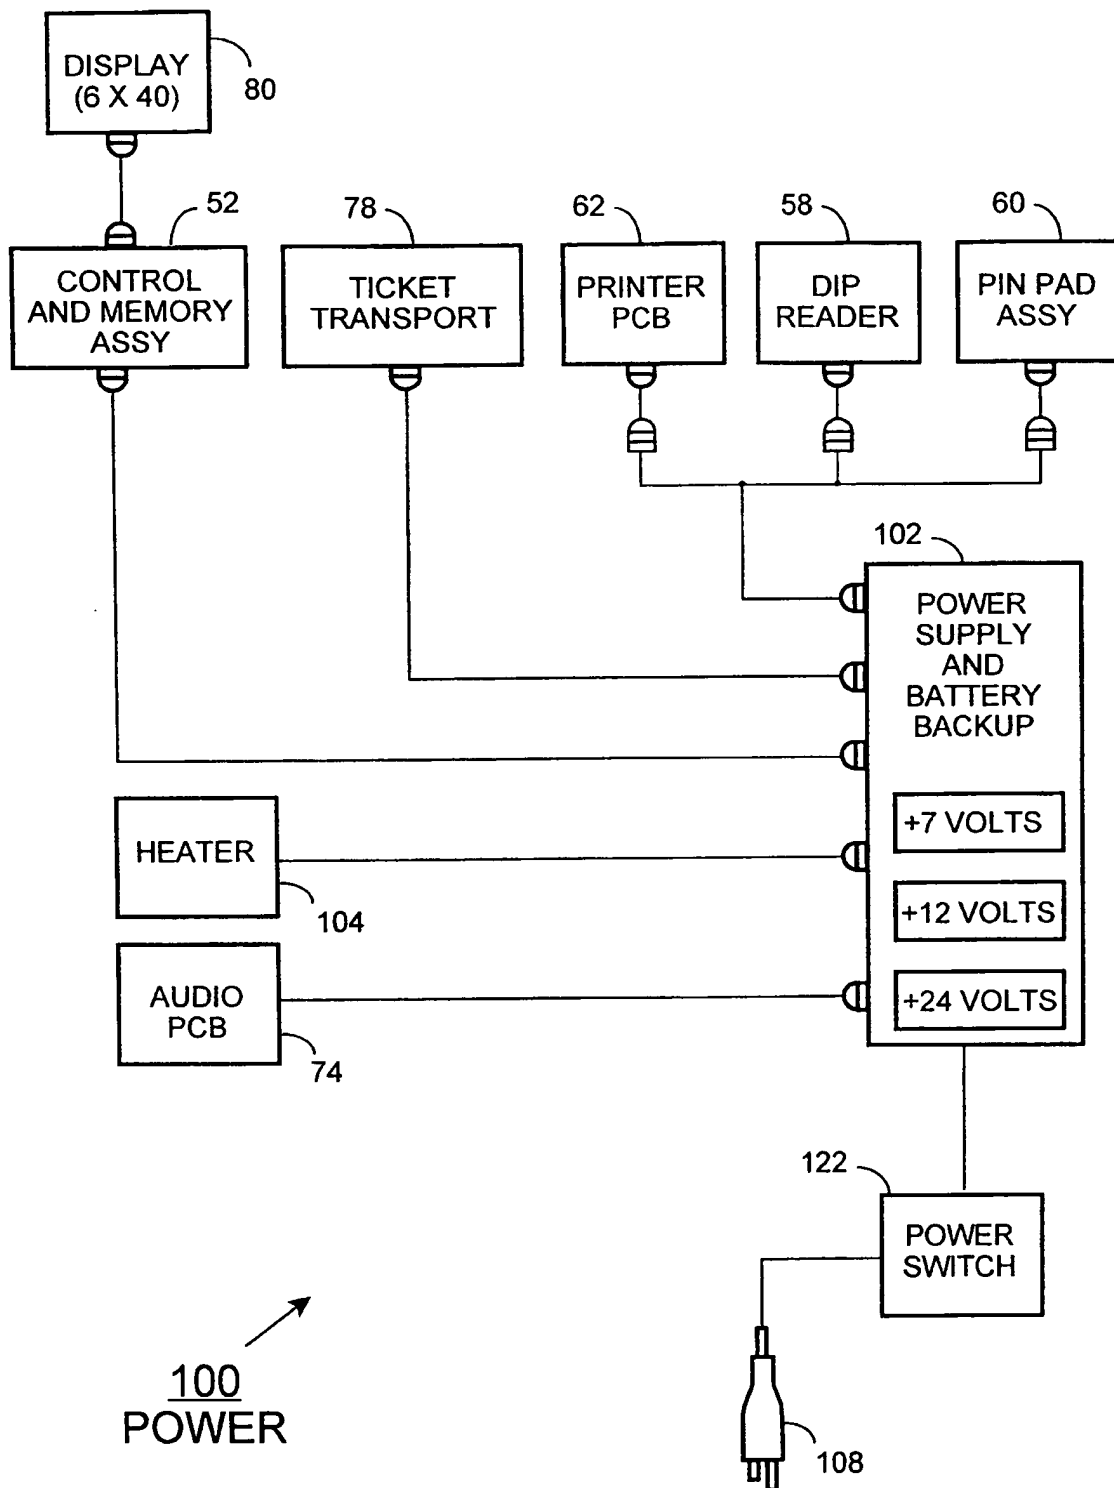 DISPLAY
(6 X 40)
80
52
78
62
58
60
CONTROL
AND MEMORY
ASSY
TICKET
TRANSPORT
PRINTER
PCB
DIP
READER
PIN PAD
ASSY
102
POWER
SUPPLY
AND
BATTERY
BACKUP
+7 VOLTS
+12 VOLTS
+24 VOLTS
HEATER
104
AUDIO
PCB
74
122
POWER
SWITCH
108
100
POWER